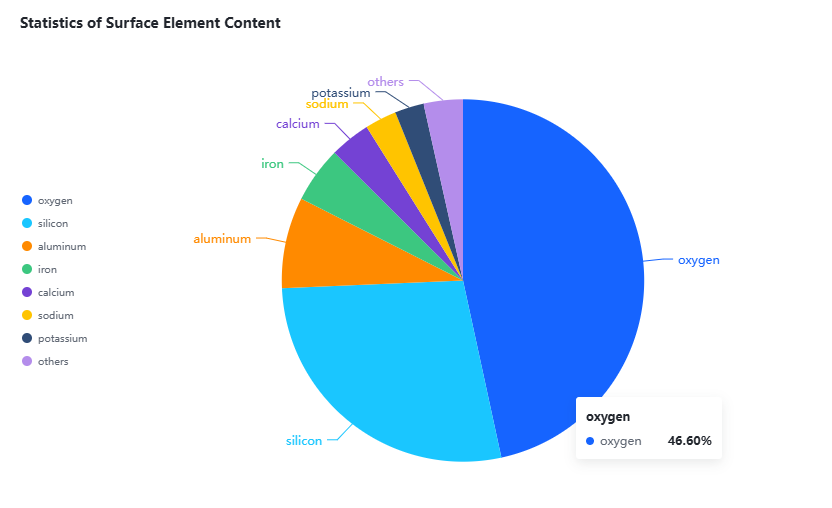 Statistics of Surface Element Content
oxygen
silicon
aluminum
iron
calcium
sodium
potassium
others
others
potassium
sodium
calcium
iron
aluminum
silicon
oxygen
oxygen
oxygen 46.60%